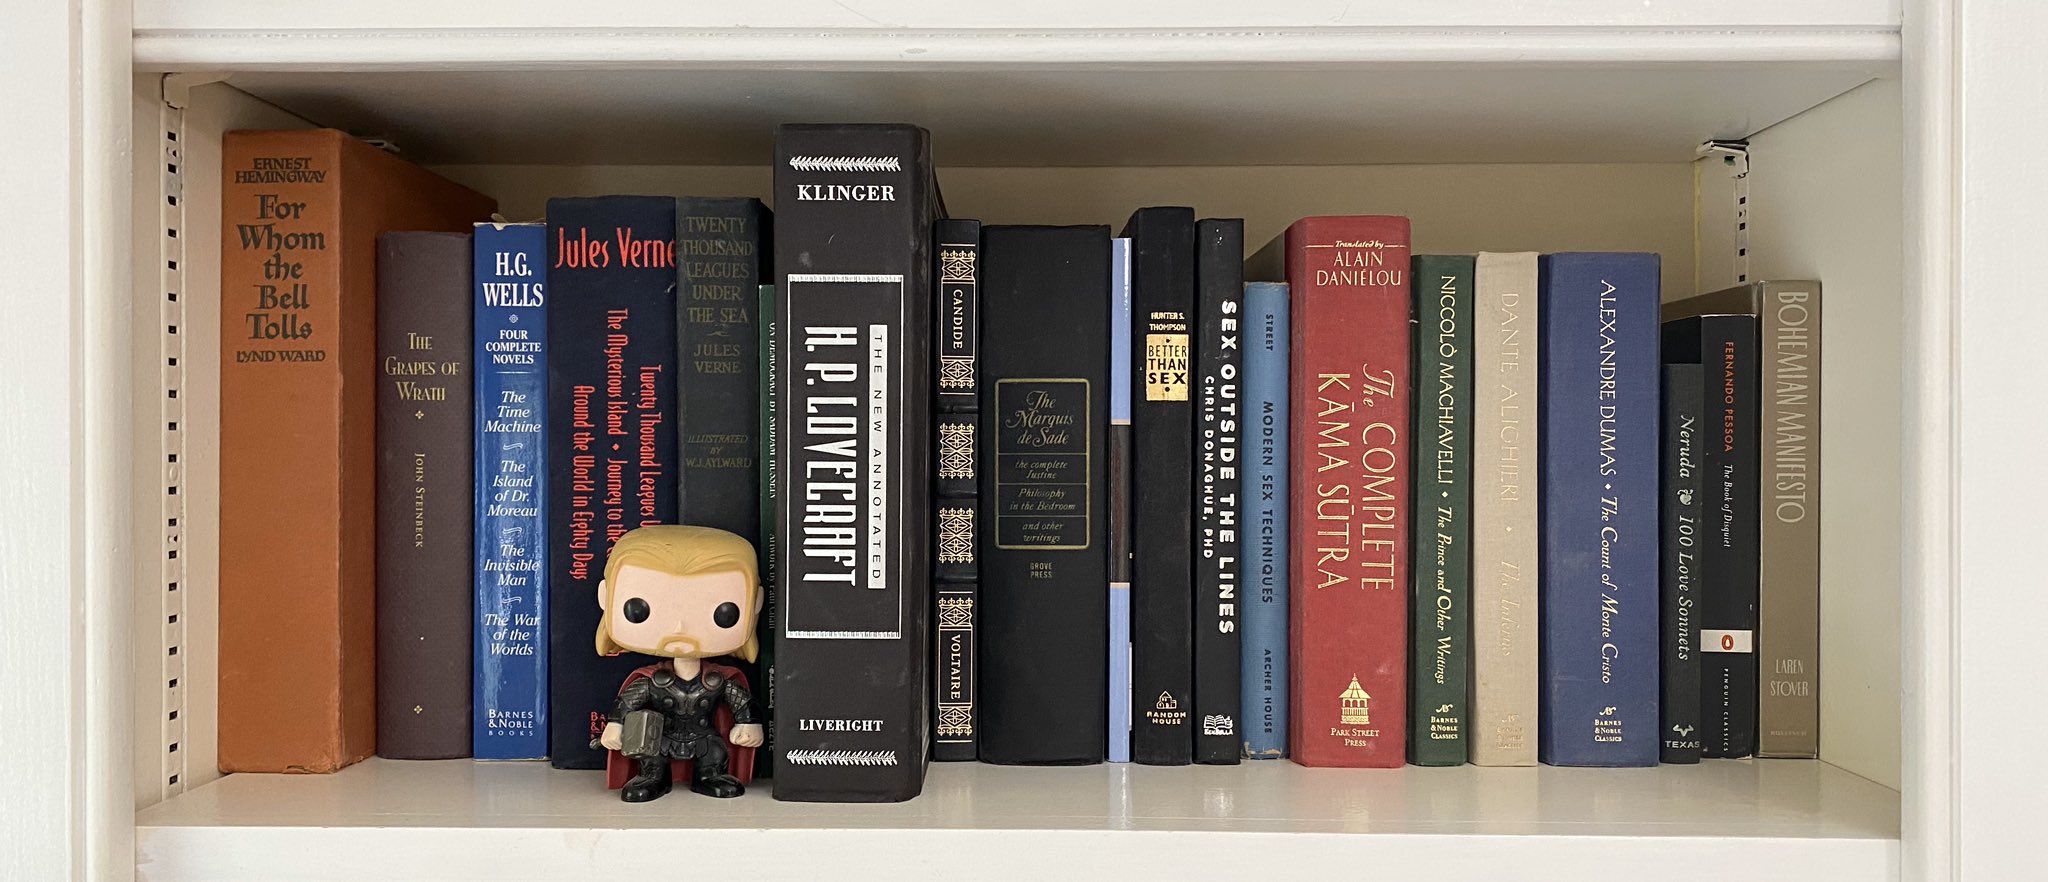 ERNEST
HEMINGWAY
For
Whom
the
Bell
Tolls
LYND WARD
THE
GRAPES OF
WRATH
JOHN STEINBECK
H.G.
WELLS
FOUR
COMPLETE
NOVELS
The
Time
Machine
The
Island
of Dr.
Moreau
The
Invisible
Man
The War
of the
Worlds
BARNES
&NOBLE
BOOKS
Jules Verne
Twenty Thousand Leagues
The Mysterious Island • Journey to the
Around the World in Eighty Days
TWENTY
THOUSAND
LEAGUES
UNDER
THE SEA
JULES
VERNE
ILLUSTRATED
BY
W.J. AYLWARD
KLINGER
THE NEW ANNOTATED
H.P. LOVECRAFT
LIVERIGHT
CANDIDE
VOLTAIRE
The
Marquis
de Sade
the complete
Justine
Philosophy
in the Bedroom
and other
writings
GROVE
PRESS
HUNTER S.
THOMPSON
BETTER
THAN
SEX
RANDOM
HOUSE
SEX OUTSIDE THE LINES
CHRIS DONAGHUE, PHD
BENBELLA
STREET
MODERN SEX TECHNIQUES
ARCHER HOUSE
Translated by
ALAIN
DANIÉLOU
The COMPLETE
KĀMA SŪTRA
PARK STREET
PRESS
NICCOLÒ MACHIAVELLI • The Prince and Other Writings
BARNES
& NOBLE
CLASSICS
DANTE ALIGHIERI • The Inferno
ALEXANDRE DUMAS • The Count of Monte Cristo
BARNES
& NOBLE
CLASSICS
Neruda 100 Love Sonnets
TEXAS
FERNANDO PESSOA The Book of Disquiet
PENGUIN CLASSICS
BOHEMIAN MANIFESTO
LAREN
STOVER